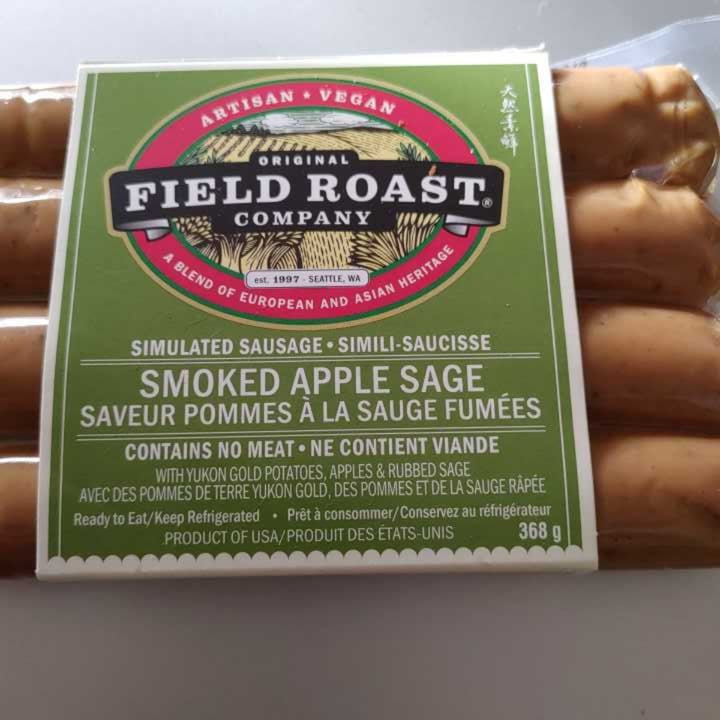 ARTISAN • VEGAN
ORIGINAL
FIELD ROAST®
COMPANY
est. 1997 - SEATTLE, WA
A BLEND OF EUROPEAN AND ASIAN HERITAGE
天然素
SIMULATED SAUSAGE • SIMILI-SAUCISSE
SMOKED APPLE SAGE
SAVEUR POMMES À LA SAUGE FUMÉES
CONTAINS NO MEAT • NE CONTIENT VIANDE
WITH YUKON GOLD POTATOES, APPLES & RUBBED SAGE
AVEC DES POMMES DE TERRE YUKON GOLD, DES POMMES ET DE LA SAUGE RÂPÉE
Ready to Eat/Keep Refrigerated • Prêt à consommer/Conservez au réfrigérateur
PRODUCT OF USA/PRODUIT DES ÉTATS-UNIS
368 g